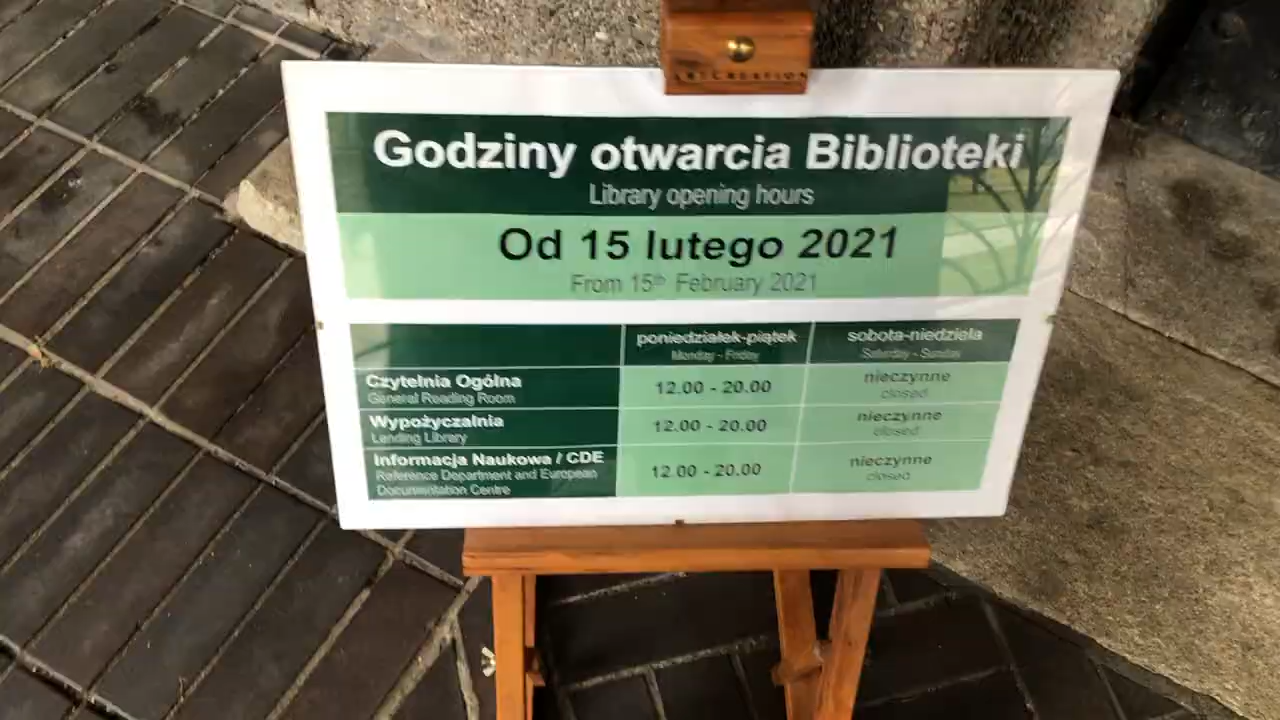 ARTCREATION
Godziny otwarcia Biblioteki
Library opening hours
Od 15 lutego 2021
From 15th February 2021
poniedziałek-piątek sobota-niedziela
Monday - Friday Saturday - Sunday
Czytelnia Ogólna 12.00 - 20.00 nieczynne
General Reading Room closed
Wypożyczalnia 12.00 - 20.00 nieczynne
Lending Library closed
Informacja Naukowa / CDE 12.00 - 20.00 nieczynne
Reference Department and European closed
Documentation Centre